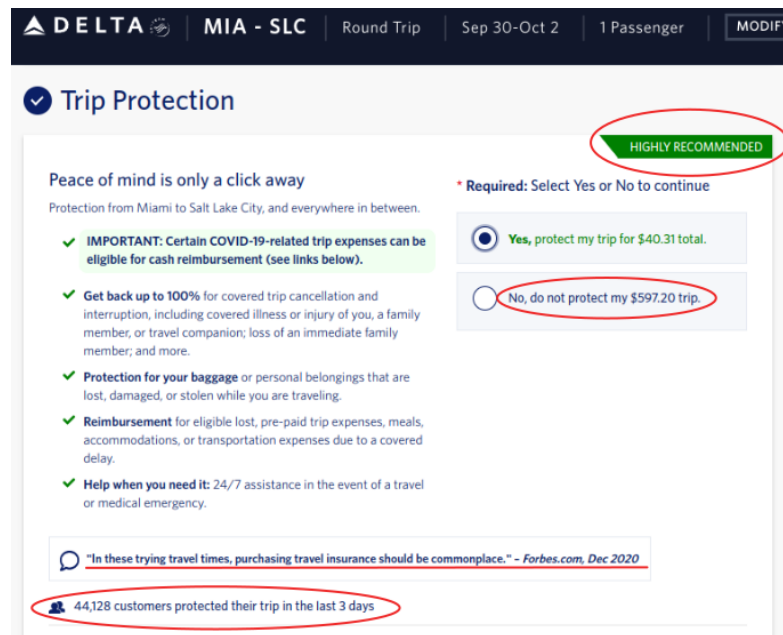 DELTA MIA - SLC Round Trip Sep 30-Oct 2 1 Passenger MODIF
Trip Protection
HIGHLY RECOMMENDED
Peace of mind is only a click away
Protection from Miami to Salt Lake City, and everywhere in between.
IMPORTANT: Certain COVID-19-related trip expenses can be
eligible for cash reimbursement (see links below).
Get back up to 100% for covered trip cancellation and
interruption, including covered illness or injury of you, a family
member, or travel companion; loss of an immediate family
member; and more.
Protection for your baggage or personal belongings that are
lost, damaged, or stolen while you are traveling.
Reimbursement for eligible lost, pre-paid trip expenses, meals,
accommodations, or transportation expenses due to a covered
delay.
Help when you need it: 24/7 assistance in the event of a travel
or medical emergency.
* Required: Select Yes or No to continue
Yes, protect my trip for $40.31 total.
No, do not protect my $597.20 trip.
"In these trying travel times, purchasing travel insurance should be commonplace." – Forbes.com, Dec 2020
44,128 customers protected their trip in the last 3 days